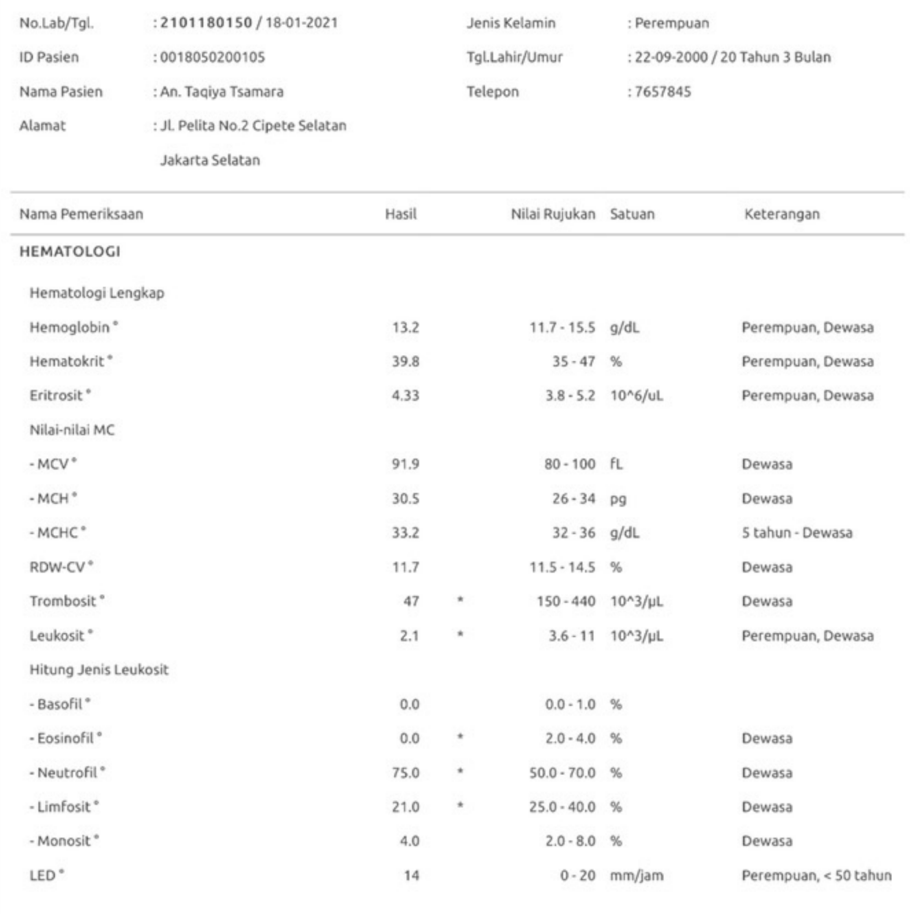 No.Lab/Tgl. : 2101180150 / 18-01-2021 Jenis Kelamin : Perempuan
ID Pasien : 0018050200105 Tgl.Lahir/Umur : 22-09-2000 / 20 Tahun 3 Bulan
Nama Pasien : An. Taqiya Tsamara Telepon : 7657845
Alamat : Jl. Pelita No.2 Cipete Selatan
Jakarta Selatan
Nama Pemeriksaan Hasil Nilai Rujukan Satuan Keterangan
HEMATOLOGI
Hematologi Lengkap
Hemoglobin ° 13.2 11.7 - 15.5 g/dL Perempuan, Dewasa
Hematokrit ° 39.8 35 - 47 % Perempuan, Dewasa
Eritrosit ° 4.33 3.8 - 5.2 10^6/uL Perempuan, Dewasa
Nilai-nilai MC
- MCV ° 91.9 80 - 100 fL Dewasa
- MCH ° 30.5 26 - 34 pg Dewasa
- MCHC ° 33.2 32 - 36 g/dL 5 tahun - Dewasa
RDW-CV ° 11.7 11.5 - 14.5 % Dewasa
Trombosit ° 47 * 150 - 440 10^3/µL Dewasa
Leukosit ° 2.1 * 3.6 - 11 10^3/µL Perempuan, Dewasa
Hitung Jenis Leukosit
- Basofil ° 0.0 0.0 - 1.0 %
- Eosinofil ° 0.0 * 2.0 - 4.0 % Dewasa
- Neutrofil ° 75.0 * 50.0 - 70.0 % Dewasa
- Limfosit ° 21.0 * 25.0 - 40.0 % Dewasa
- Monosit ° 4.0 2.0 - 8.0 % Dewasa
LED ° 14 0 - 20 mm/jam Perempuan, < 50 tahun